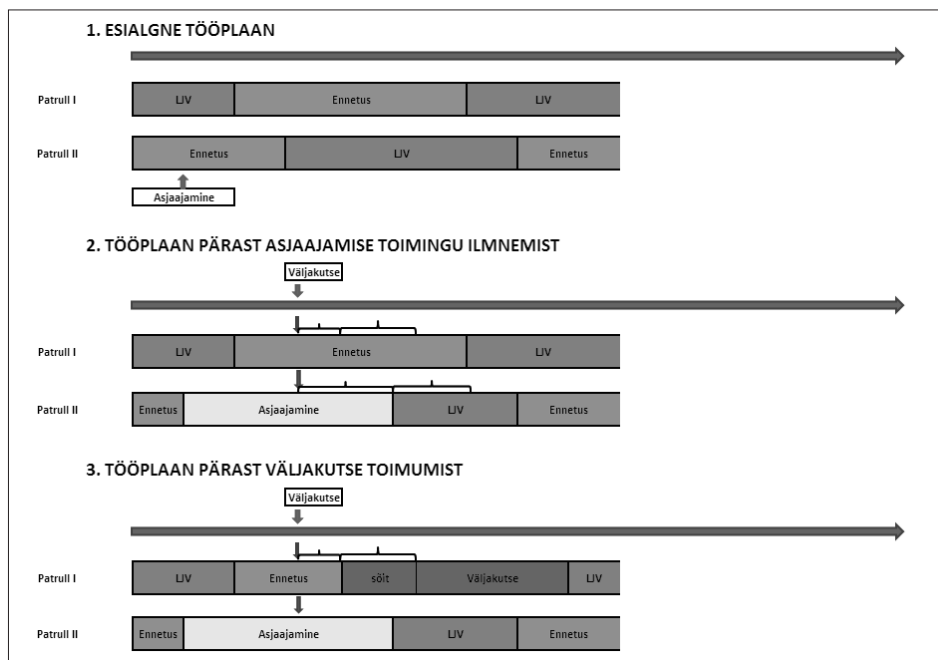 1. ESIALGNE TÖÖPLAAN
Patrull I LJV Ennetus LJV
Patrull II Ennetus LJV Ennetus
Asjaajamine
2. TÖÖPLAAN PÄRAST ASJAAJAMISE TOIMINGU ILMNEMIST
Väljakutse
Patrull I LJV Ennetus LJV
Patrull II Ennetus Asjaajamine LJV Ennetus
3. TÖÖPLAAN PÄRAST VÄLJAKUTSE TOIMUMIST
Väljakutse
Patrull I LJV Ennetus sõit Väljakutse LJV
Patrull II Ennetus Asjaajamine LJV Ennetus